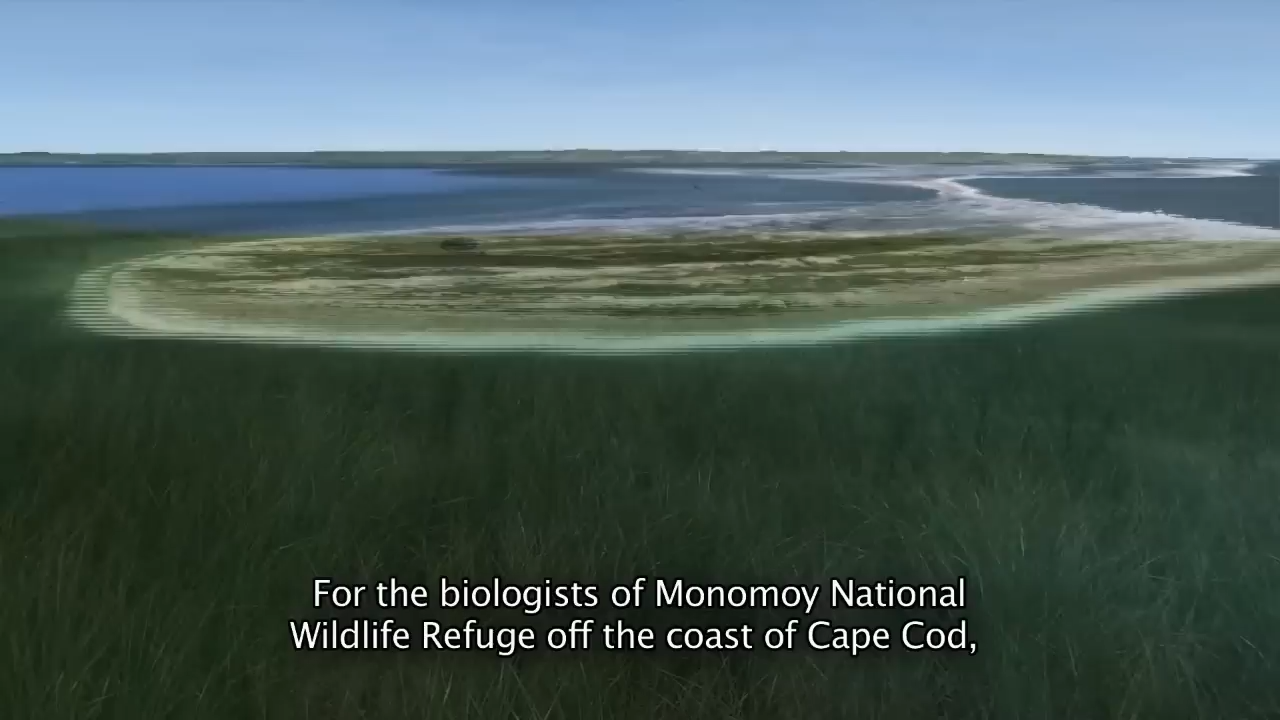 For the biologists of Monomoy National
Wildlife Refuge off the coast of Cape Cod,